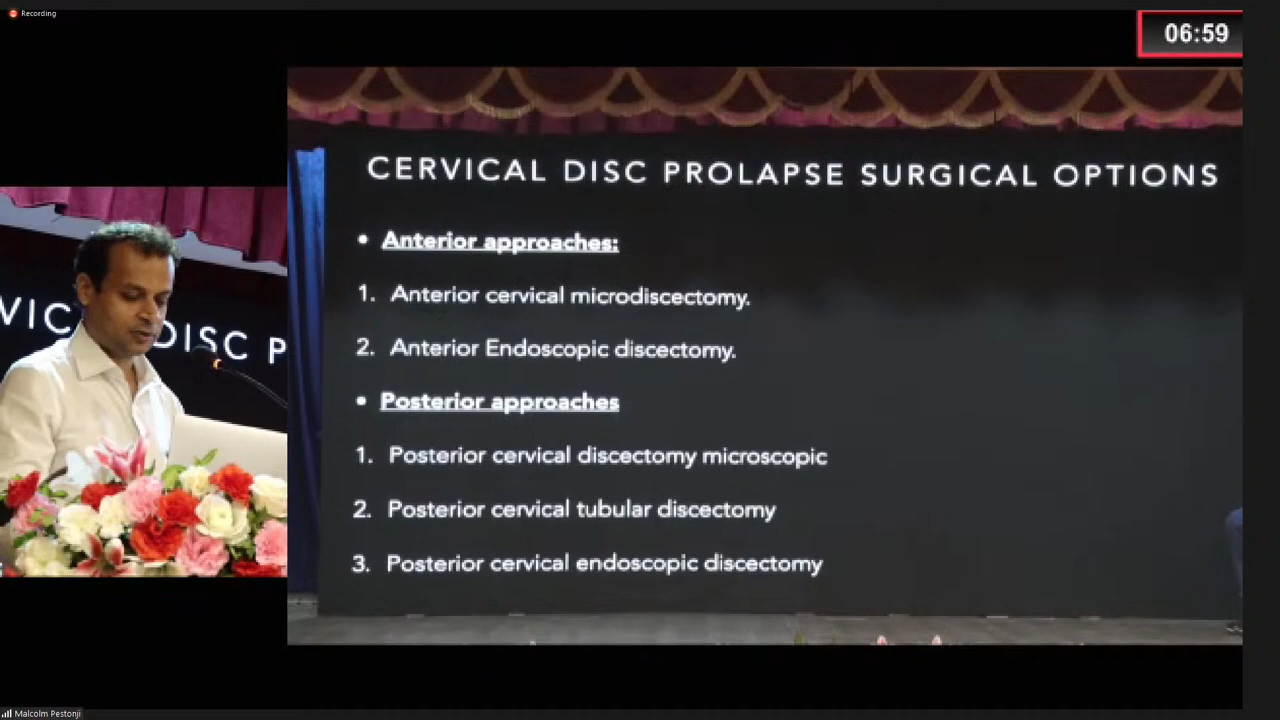 Recording
06:59
CERVICAL DISC PROLAPSE SURGICAL OPTIONS
• Anterior approaches:
1. Anterior cervical microdiscectomy.
2. Anterior Endoscopic discectomy.
• Posterior approaches
1. Posterior cervical discectomy microscopic
2. Posterior cervical tubular discectomy
3. Posterior cervical endoscopic discectomy
VIC DISC P
Malcolm Pestonji